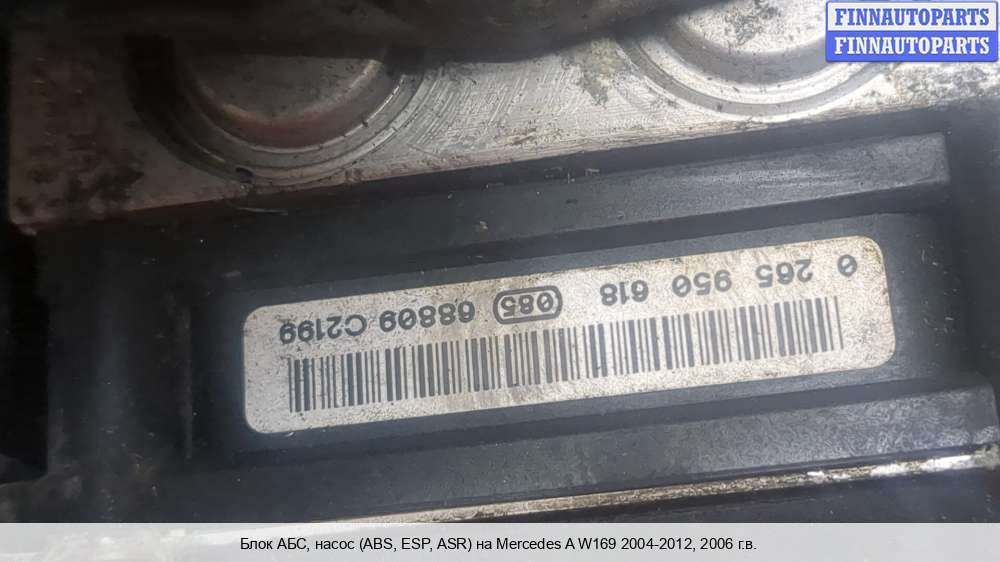 FINNAUTOPARTS
FINNAUTOPARTS
0 265 950 618 085 68809 C2199
Блок АБС, насос (ABS, ESP, ASR) на Mercedes A W169 2004-2012, 2006 г.в.